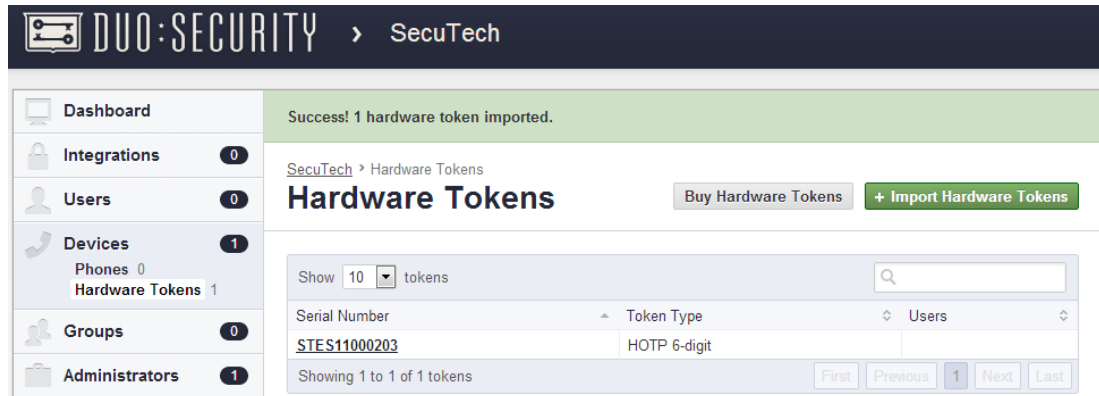 DUO:SECURITY > SecuTech
Dashboard
Integrations 0
Users 0
Devices 1
Phones 0
Hardware Tokens 1
Groups 0
Administrators 1
Success! 1 hardware token imported.
SecuTech > Hardware Tokens
Hardware Tokens
Buy Hardware Tokens
+ Import Hardware Tokens
Show 10 tokens
Serial Number Token Type Users
STES11000203 HOTP 6-digit
Showing 1 to 1 of 1 tokens
First Previous 1 Next Last